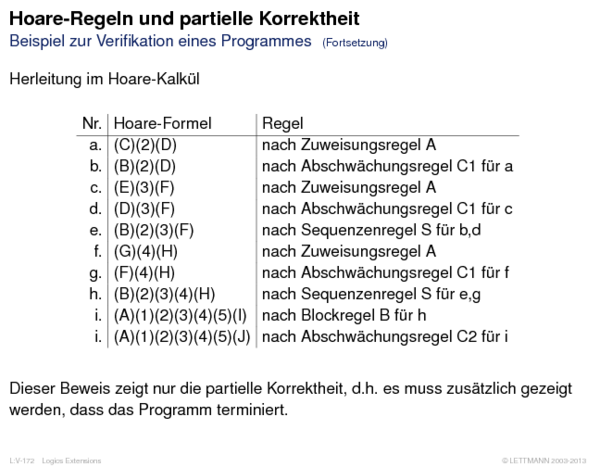 Hoare-Regeln und partielle Korrektheit
Beispiel zur Verifikation eines Programmes (Fortsetzung)
Herleitung im Hoare-Kalkül
Nr. Hoare-Formel Regel
a. (C)(2)(D) nach Zuweisungsregel A
b. (B)(2)(D) nach Abschwächungsregel C1 für a
c. (E)(3)(F) nach Zuweisungsregel A
d. (D)(3)(F) nach Abschwächungsregel C1 für c
e. (B)(2)(3)(F) nach Sequenzenregel S für b,d
f. (G)(4)(H) nach Zuweisungsregel A
g. (F)(4)(H) nach Abschwächungsregel C1 für f
h. (B)(2)(3)(4)(H) nach Sequenzenregel S für e,g
i. (A)(1)(2)(3)(4)(5)(I) nach Blockregel B für h
i. (A)(1)(2)(3)(4)(5)(J) nach Abschwächungsregel C2 für i
Dieser Beweis zeigt nur die partielle Korrektheit, d.h. es muss zusätzlich gezeigt
werden, dass das Programm terminiert.
L:V-172 Logics Extensions © LETTMANN 2003-2013